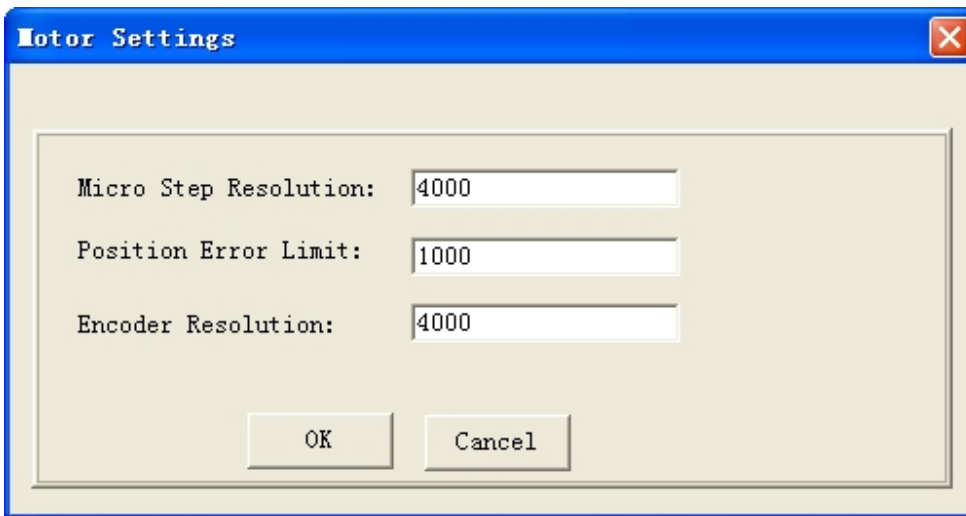 Motor Settings
Micro Step Resolution: 4000
Position Error Limit: 1000
Encoder Resolution: 4000
OK Cancel